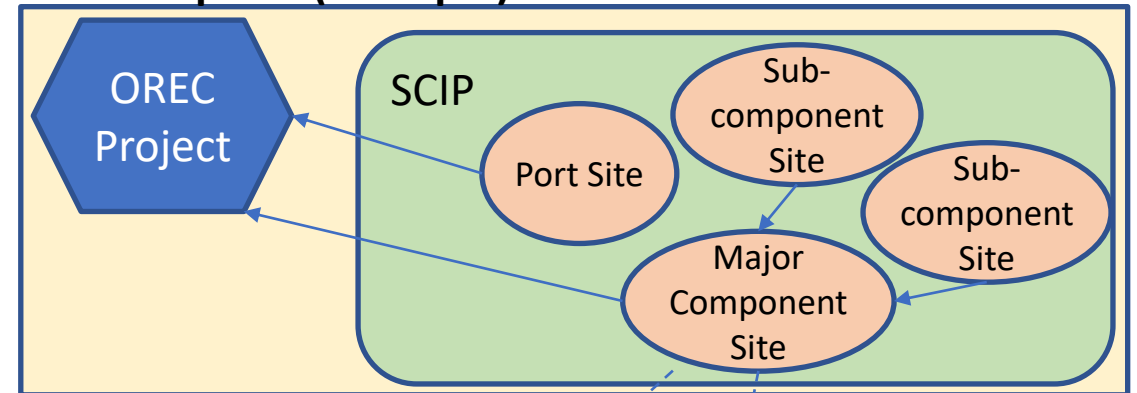 OREC
Project
SCIP
Port Site
Sub-
component
Site
Sub-
component
Site
Major
Component
Site